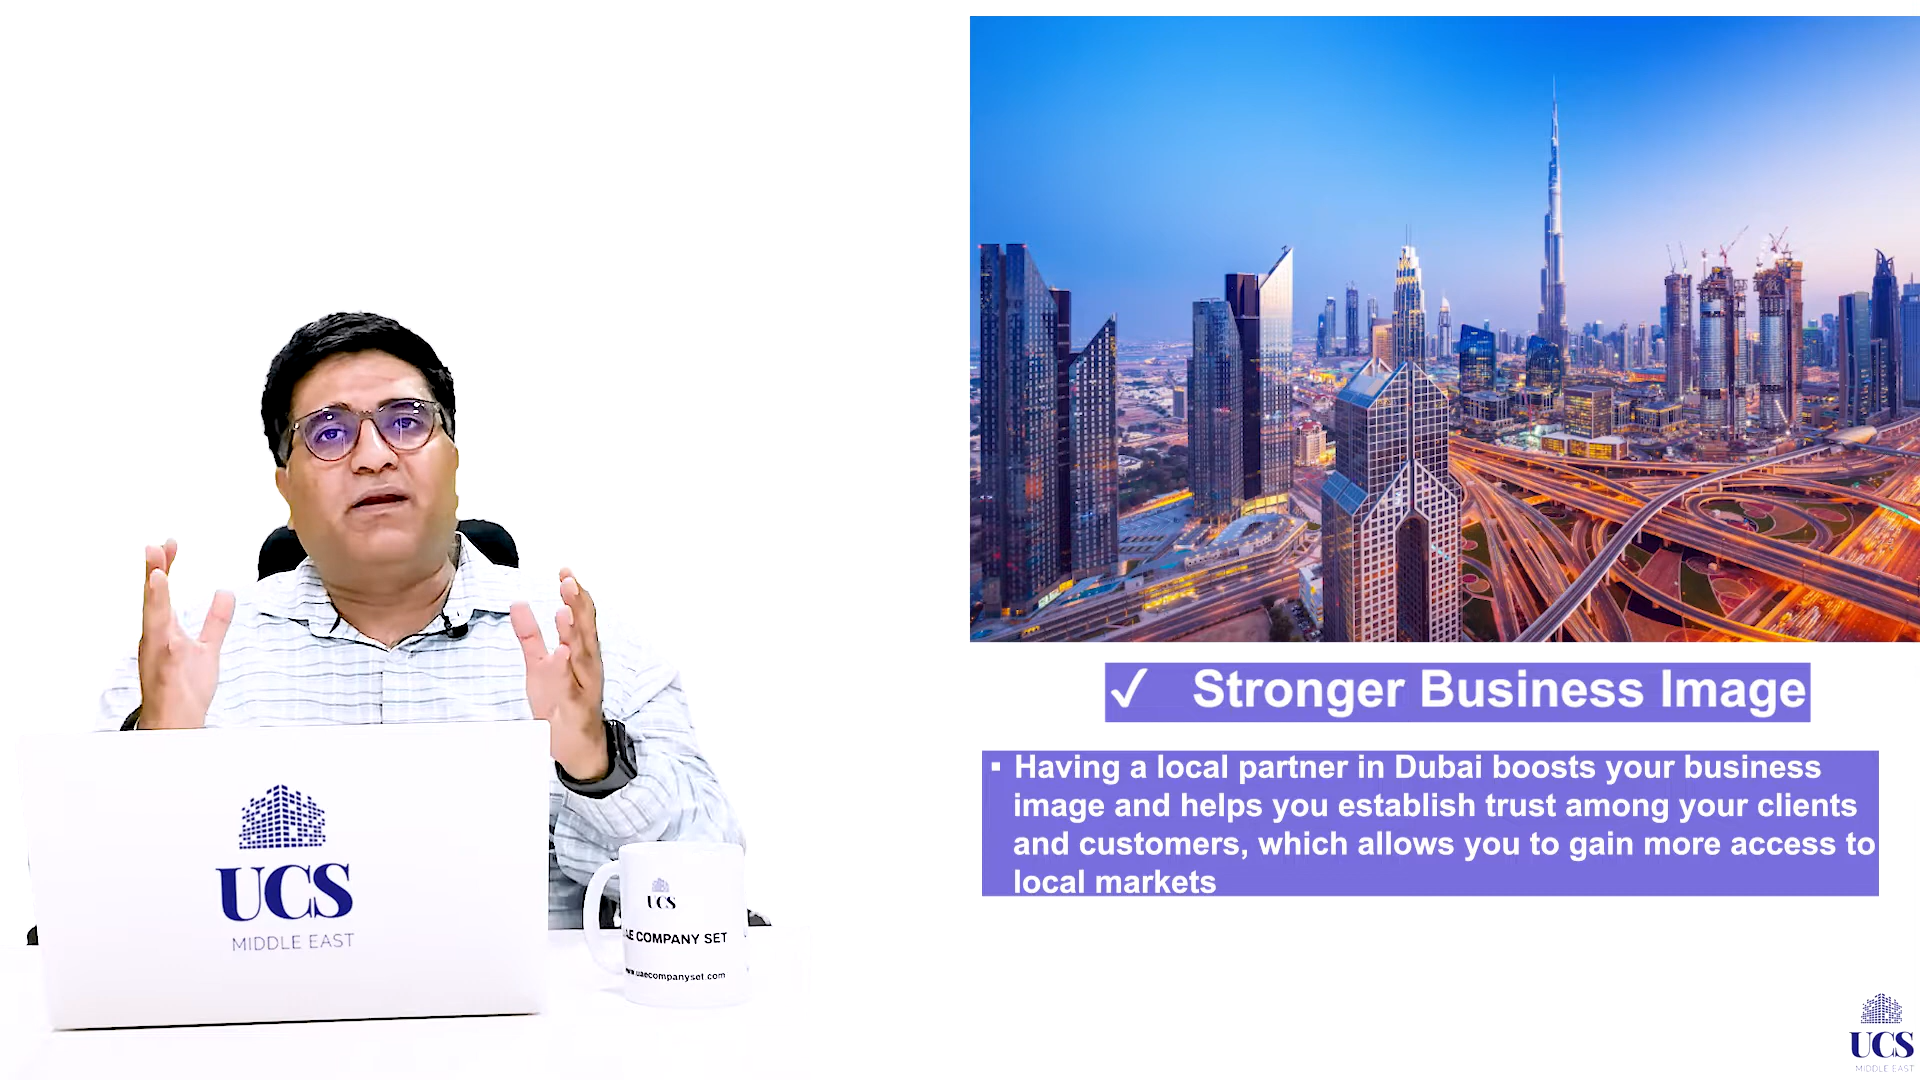 ✓ Stronger Business Image
▪ Having a local partner in Dubai boosts your business
image and helps you establish trust among your clients
and customers, which allows you to gain more access to
local markets
UCS
MIDDLE EAST
UCS
COMPANY SET
www.uaecompanyset.com
UCS
MIDDLE EAST